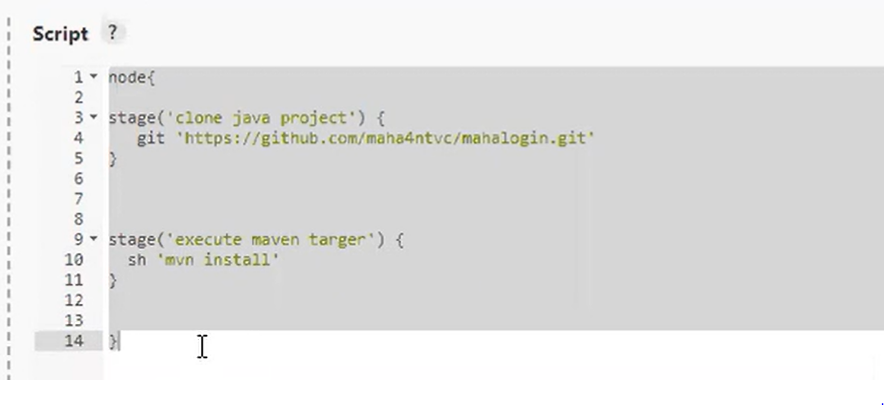 Script ?
1 node{
2
3 stage('clone java project') {
4 git 'https://github.com/maha4ntvc/mahalogin.git'
5 }
6
7
8
9 stage('execute maven targer') {
10 sh 'mvn install'
11 }
12
13
14 }